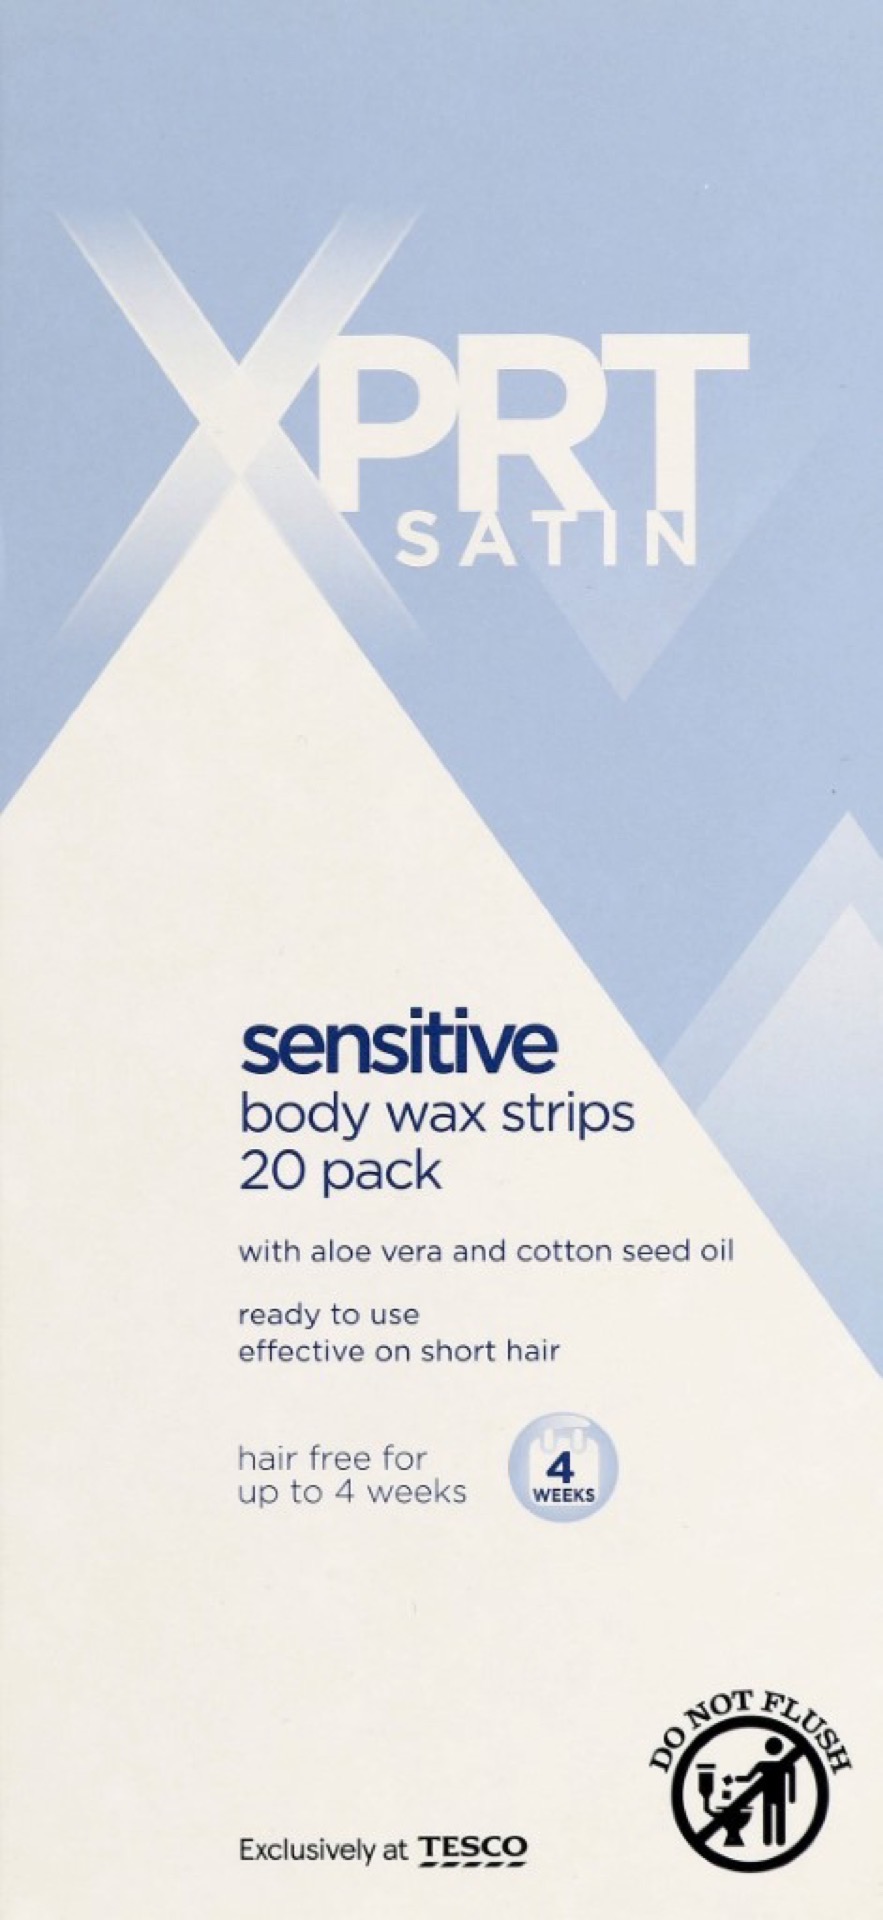 XPRT
SATIN
sensitive
body wax strips
20 pack
with aloe vera and cotton seed oil
ready to use
effective on short hair
hair free for
up to 4 weeks
4
WEEKS
DO NOT FLUSH
Exclusively at TESCO